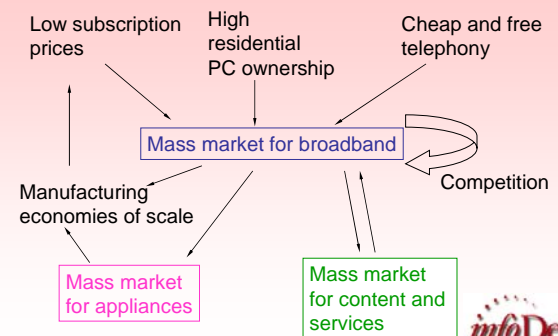 Low subscription
prices
High
residential
PC ownership
Cheap and free
telephony
Mass market for broadband
Competition
Manufacturing
economies of scale
Mass market
for appliances
Mass market
for content and
services